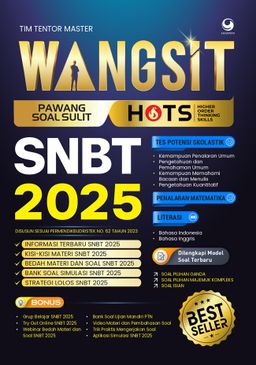 TIM TENTOR MASTER
WANGSIT
PAWANG
SOAL SULIT
HOTS
HIGHER
ORDER
THINKING
SKILLS
SNBT
2025
TES POTENSI SKOLASTIK
Kemampuan Penalaran Umum
Pengetahuan dan
Pemahaman Umum
Kemampuan Memahami
Bacaan dan Menulis
Pengetahuan Kuantitatif
PENALARAN MATEMATIKA
LITERASI
Bahasa Indonesia
Bahasa Inggris
DISUSUN SESUAI PERMENDIKBUDRISTEK NO. 62 TAHUN 2023
INFORMASI TERBARU SNBT 2025
KISI-KISI MATERI SNBT 2025
BEDAH MATERI DAN SOAL SNBT 2025
BANK SOAL SIMULASI SNBT 2025
STRATEGI LOLOS SNBT 2025
Dilengkapi Model
Soal Terbaru
SOAL PILIHAN GANDA
SOAL PILIHAN MAJEMUK KOMPLEKS
SOAL ISIAN
BONUS
Grup Belajar SNBT 2025
Try Out Online SNBT 2025
Webinar Bedah Materi dan
Soal SNBT 2025
Bank Soal Ujian Mandiri PTN
Video Materi dan Pembahasan Soal
Trik Praktis Mengerjakan Soal
Aplikasi Simulasi SNBT 2025
BEST
SELLER